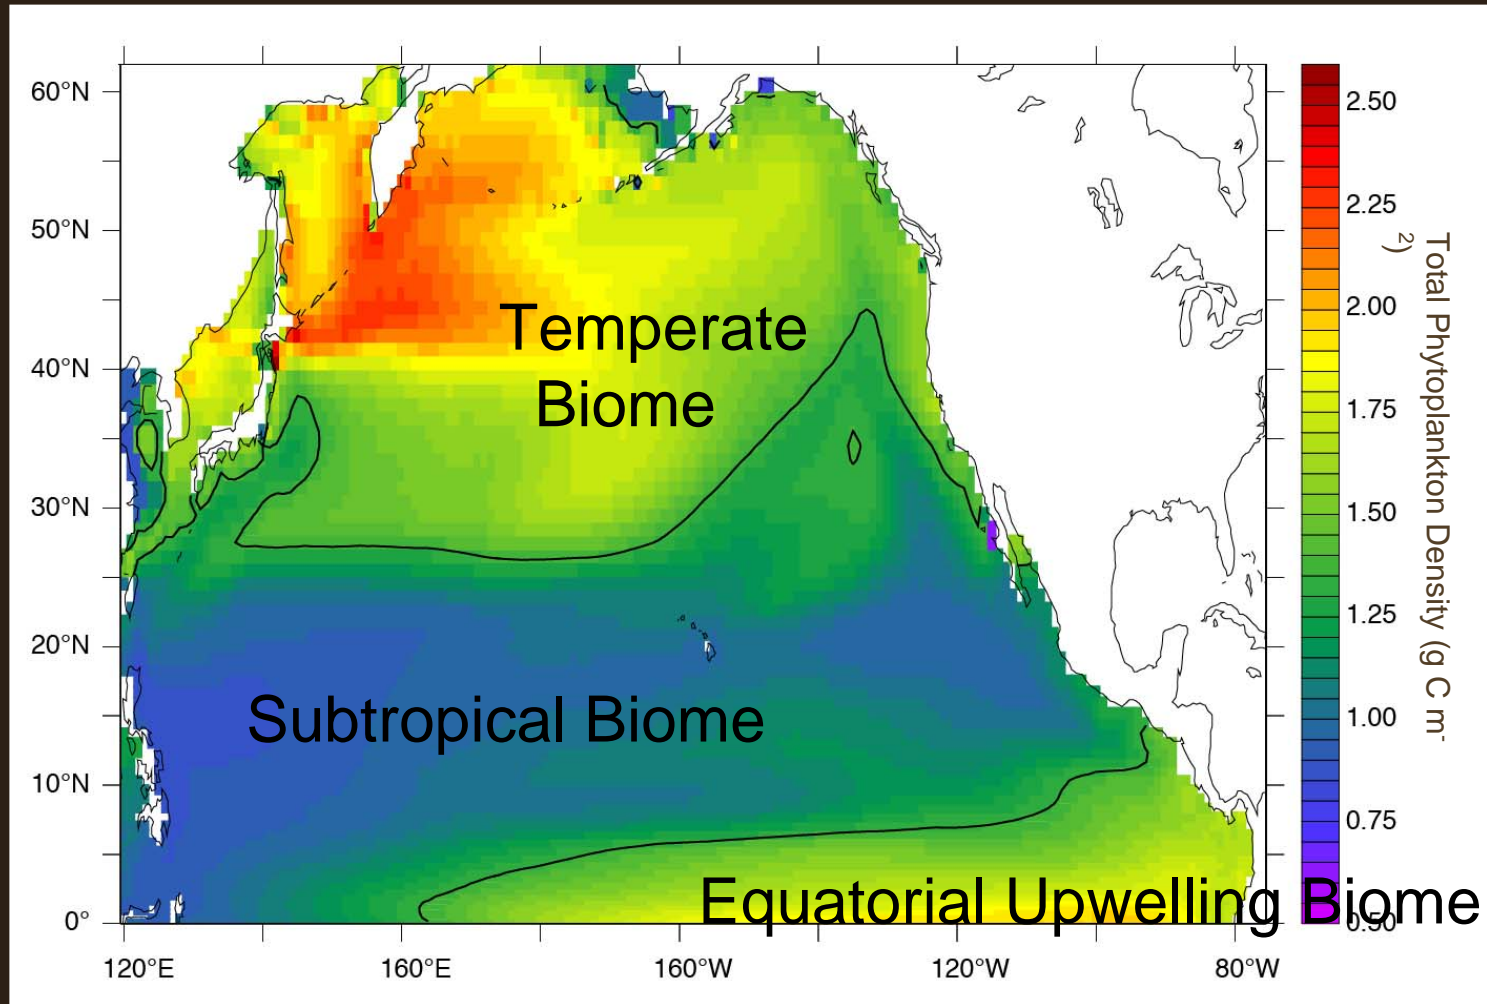 60°N
50°N
40°N
30°N
20°N
10°N
0°
120°E
160°E
160°W
120°W
80°W
Temperate
Biome
Subtropical Biome
Equatorial Upwelling Biome
2.50
2.25
2.00
1.75
1.50
1.25
1.00
0.75
0.50
Total Phytoplankton Density (g C m-
2)